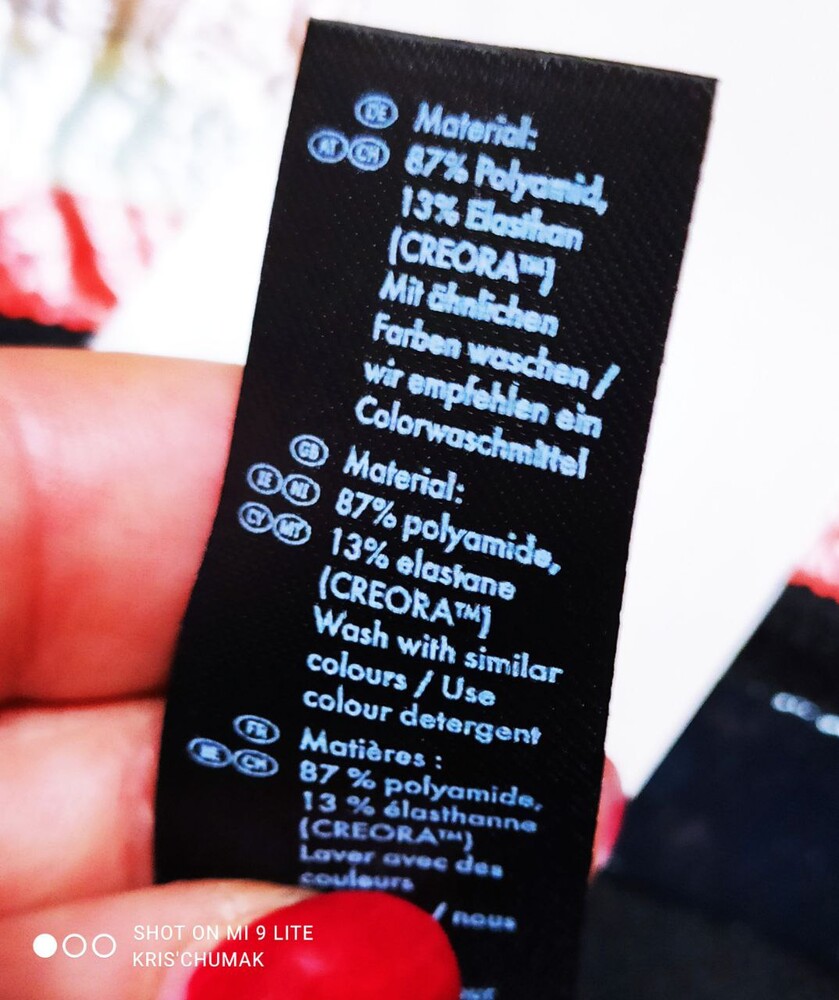 DE Material:
AT CH 87% Polyamid,
13% Elasthan
(CREORA™)
Mit ähnlichen
Farben waschen /
wir empfehlen ein
Colorwaschmittel
GB Material:
IE NI 87% polyamide,
CY MT 13% elastane
(CREORA™)
Wash with similar
colours / Use
colour detergent
FR Matières :
BE CH 87 % polyamide,
13 % élasthanne
(CREORA™)
Laver avec des
couleurs
/ nous
SHOT ON MI 9 LITE
KRIS'CHUMAK